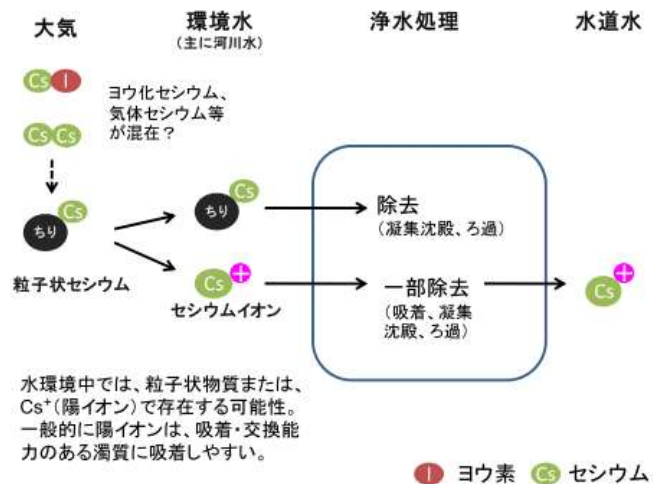 大気
環境水
(主に河川水)
浄水処理
水道水
Cs I
ヨウ化セシウム、
気体セシウム等
が混在？
Cs Cs
ちり Cs
粒子状セシウム
ちり Cs
Cs +
セシウムイオン
除去
(凝集沈殿、ろ過)
一部除去
(吸着、凝集
沈殿、ろ過)
Cs +
水環境中では、粒子状物質または、
Cs⁺(陽イオン)で存在する可能性。
一般的に陽イオンは、吸着・交換能
力のある濁質に吸着しやすい。
I ヨウ素 Cs セシウム